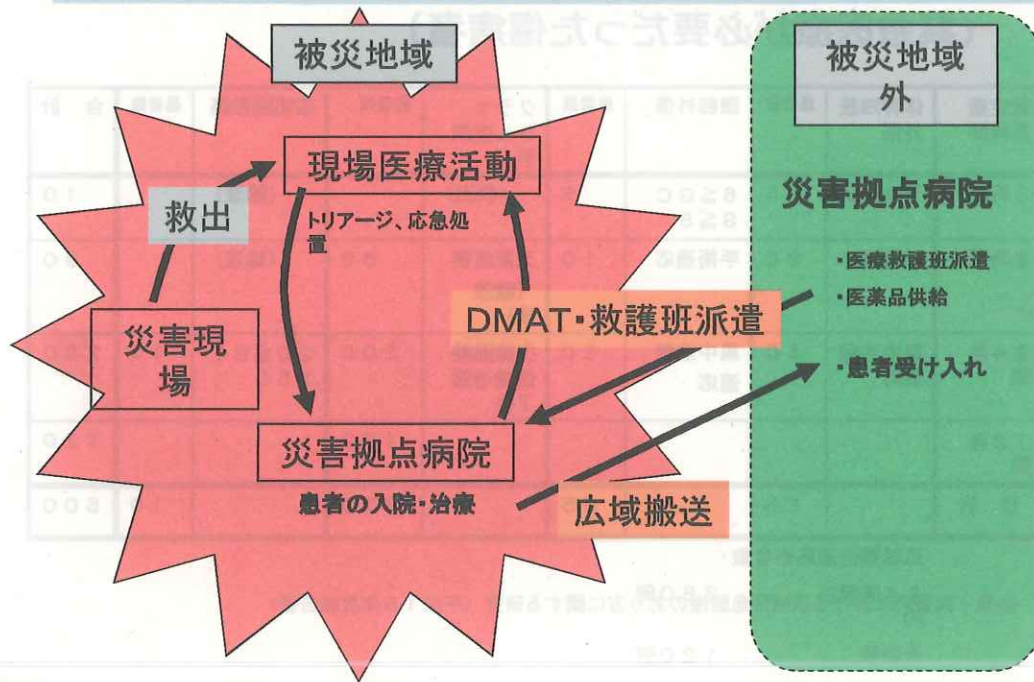 被災地域
被災地域
外
現場医療活動
災害拠点病院
救出
トリアージ、応急処
置
・医療救護班派遣
・医薬品供給
DMAT・救護班派遣
災害現
場
・患者受け入れ
災害拠点病院
患者の入院・治療
広域搬送